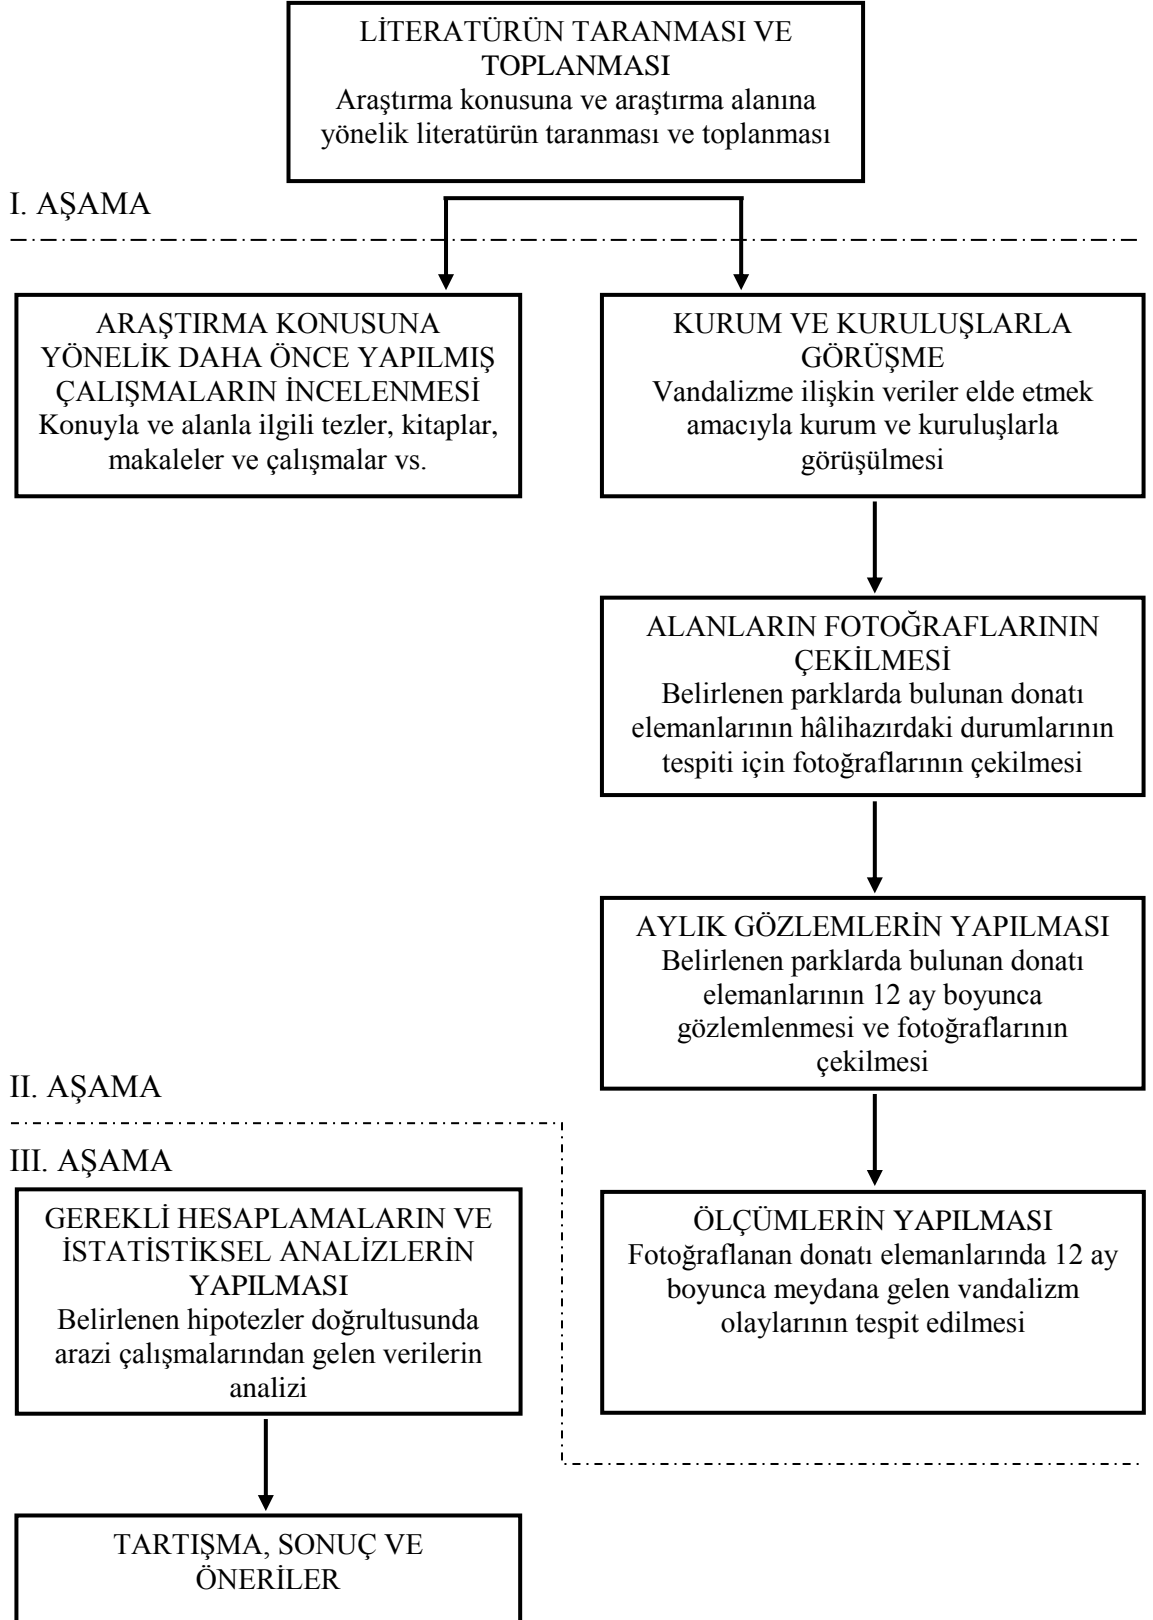 LİTERATÜRÜN TARANMASI VE
TOPLANMASI
Araştırma konusuna ve araştırma alanına
yönelik literatürün taranması ve toplanması
I. AŞAMA
ARAŞTIRMA KONUSUNA
YÖNELİK DAHA ÖNCE YAPILMIŞ
ÇALIŞMALARIN İNCELENMESİ
Konuyla ve alanla ilgili tezler, kitaplar,
makaleler ve çalışmalar vs.
KURUM VE KURULUŞLARLA
GÖRÜŞME
Vandalizme ilişkin veriler elde etmek
amacıyla kurum ve kuruluşlarla
görüşülmesi
ALANLARIN FOTOĞRAFLARININ
ÇEKİLMESİ
Belirlenen parklarda bulunan donatı
elemanlarının hâlihazırdaki durumlarının
tespiti için fotoğraflarının çekilmesi
AYLIK GÖZLEMLERİN YAPILMASI
Belirlenen parklarda bulunan donatı
elemanlarının 12 ay boyunca
gözlemlenmesi ve fotoğraflarının
çekilmesi
II. AŞAMA
III. AŞAMA
GEREKLİ HESAPLAMALARIN VE
İSTATİSTİKSEL ANALİZLERİN
YAPILMASI
Belirlenen hipotezler doğrultusunda
arazi çalışmalarından gelen verilerin
analizi
ÖLÇÜMLERİN YAPILMASI
Fotoğraflanan donatı elemanlarında 12 ay
boyunca meydana gelen vandalizm
olaylarının tespit edilmesi
TARTIŞMA, SONUÇ VE
ÖNERİLER